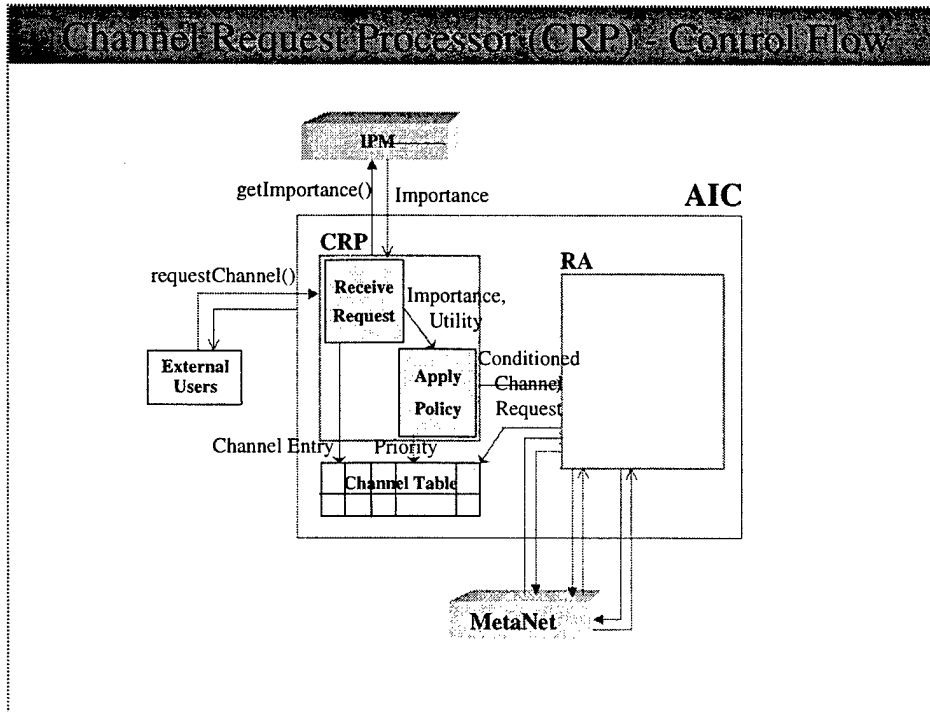 Channel Request Processor (CRP) - Control Flow
IPM
getImportance()
Importance
AIC
CRP
RA
requestChannel()
Receive
Request
Importance,
Utility
External
Users
Apply
Policy
Conditioned
Channel
Request
Channel Entry
Priority
Channel Table
MetaNet